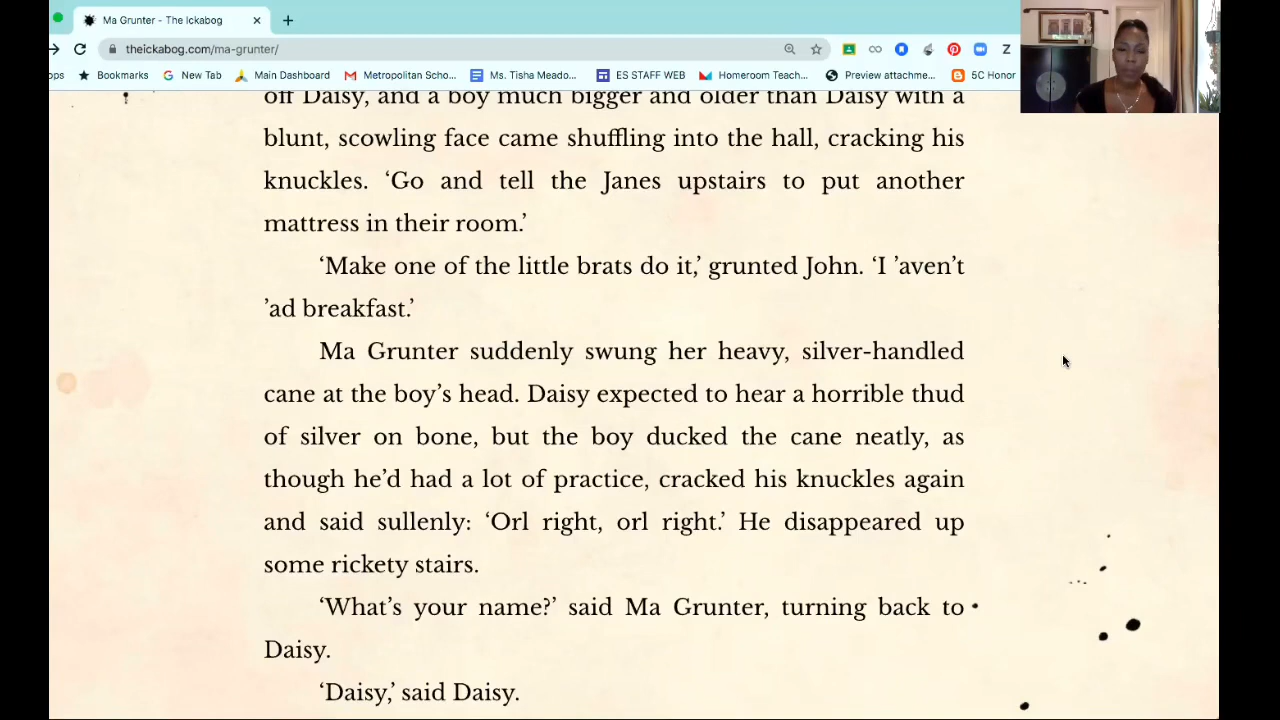 Ma Grunter - The Ickabog
theickabog.com/ma-grunter/
ops Bookmarks New Tab Main Dashboard Metropolitan Scho... Ms. Tisha Meado... ES STAFF WEB Homeroom Teach... Preview attachme... 5C Honor
off Daisy, and a boy much bigger and older than Daisy with a
blunt, scowling face came shuffling into the hall, cracking his
knuckles. ‘Go and tell the Janes upstairs to put another
mattress in their room.’
‘Make one of the little brats do it,’ grunted John. ‘I ’aven’t
’ad breakfast.’
Ma Grunter suddenly swung her heavy, silver-handled
cane at the boy’s head. Daisy expected to hear a horrible thud
of silver on bone, but the boy ducked the cane neatly, as
though he’d had a lot of practice, cracked his knuckles again
and said sullenly: ‘Orl right, orl right.’ He disappeared up
some rickety stairs.
‘What’s your name?’ said Ma Grunter, turning back to
Daisy.
‘Daisy,’ said Daisy.